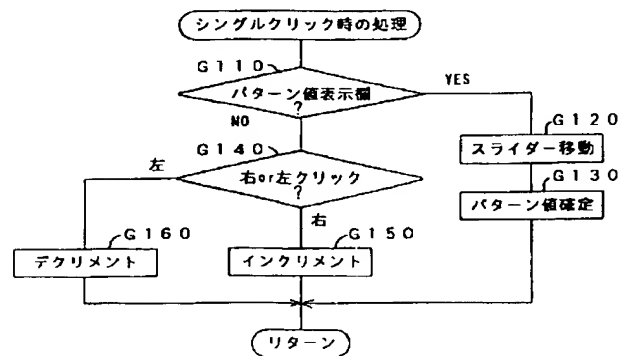 シングルクリック時の処理
G110
パターン値表示欄
?
YES
NO
G120
スライダー移動
G140
G130
左
右or左クリック
?
パターン値確定
右
G160
G150
デクリメント
インクリメント
リターン